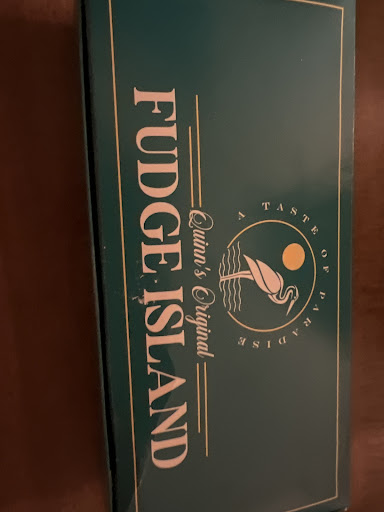 A TASTE OF PARADISE
Quinn's Original
FUDGE ISLAND